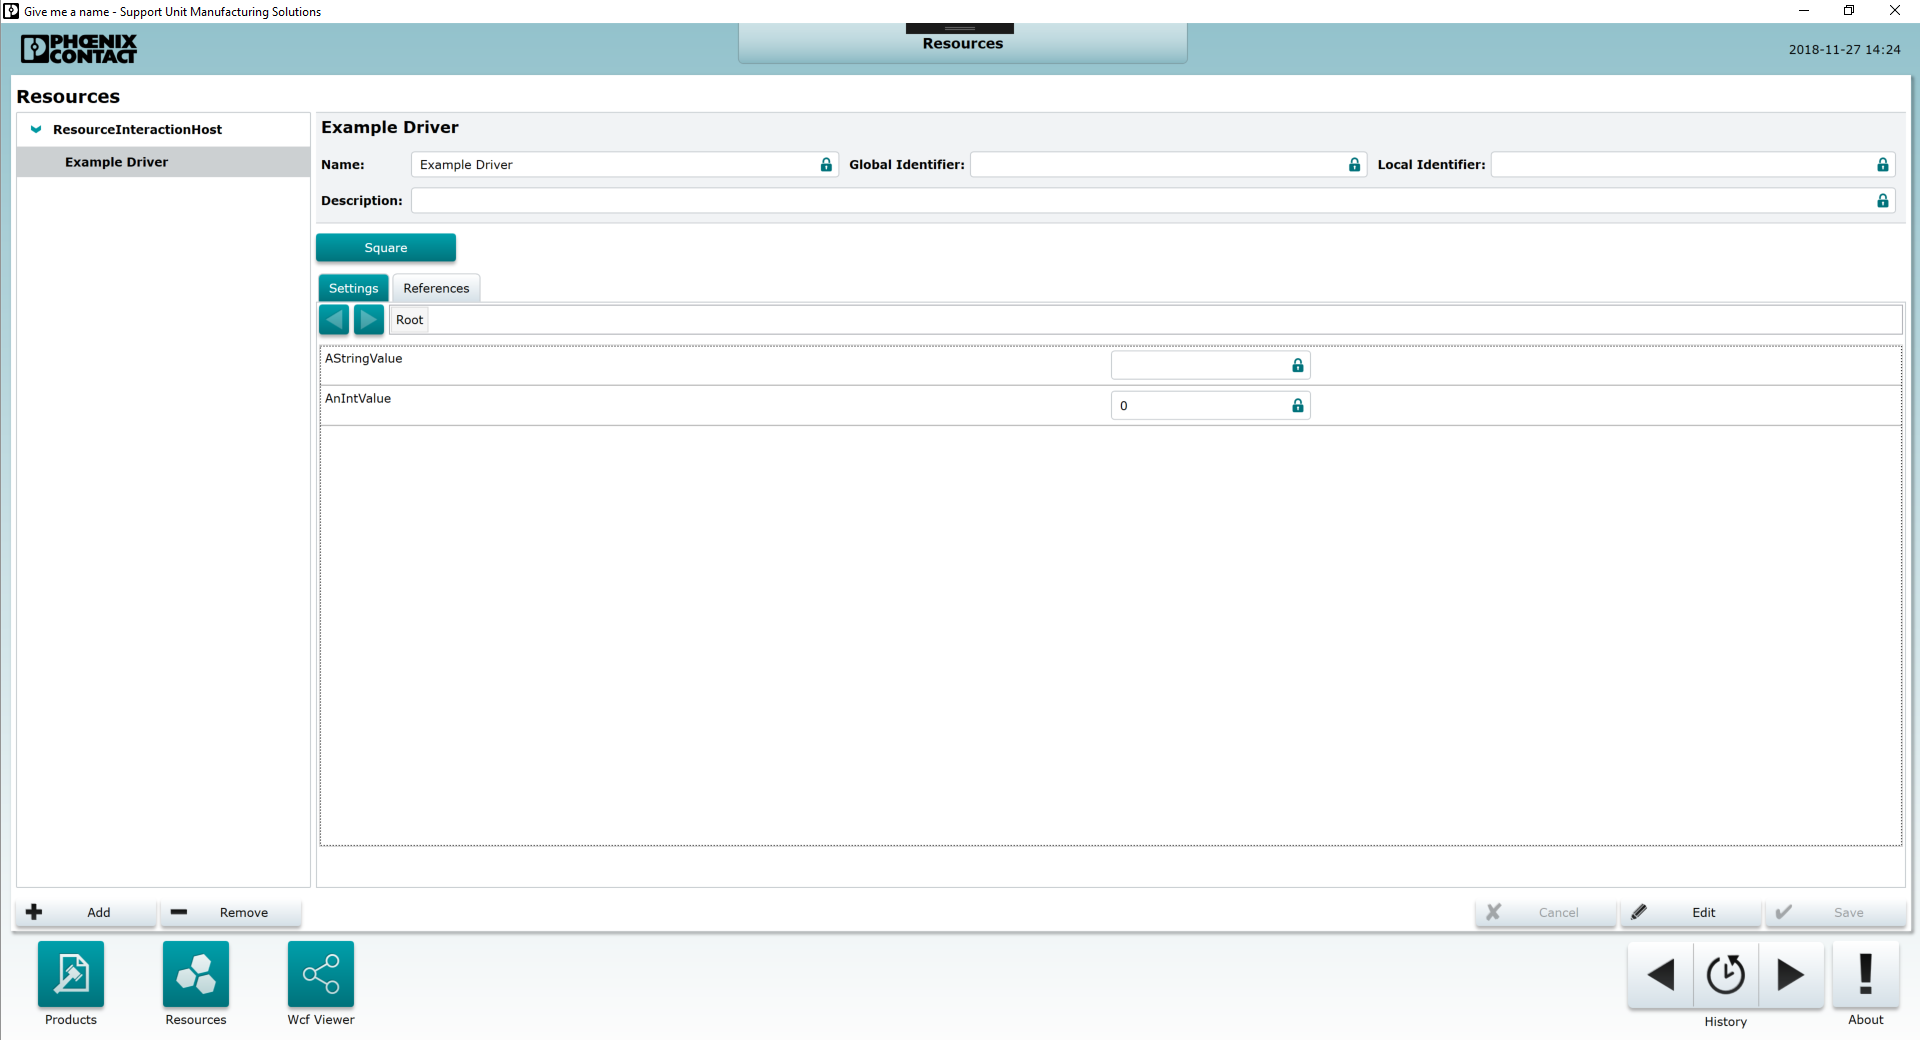 Give me a name - Support Unit Manufacturing Solutions
PHŒNIX
CONTACT
Resources
2018-11-27 14:24
Resources
ResourceInteractionHost
Example Driver
Example Driver
Name: Example Driver Global Identifier: Local Identifier:
Description:
Square
Settings References
Root
AStringValue
AnIntValue 0
Add Remove Cancel Edit Save
Products Resources Wcf Viewer History About